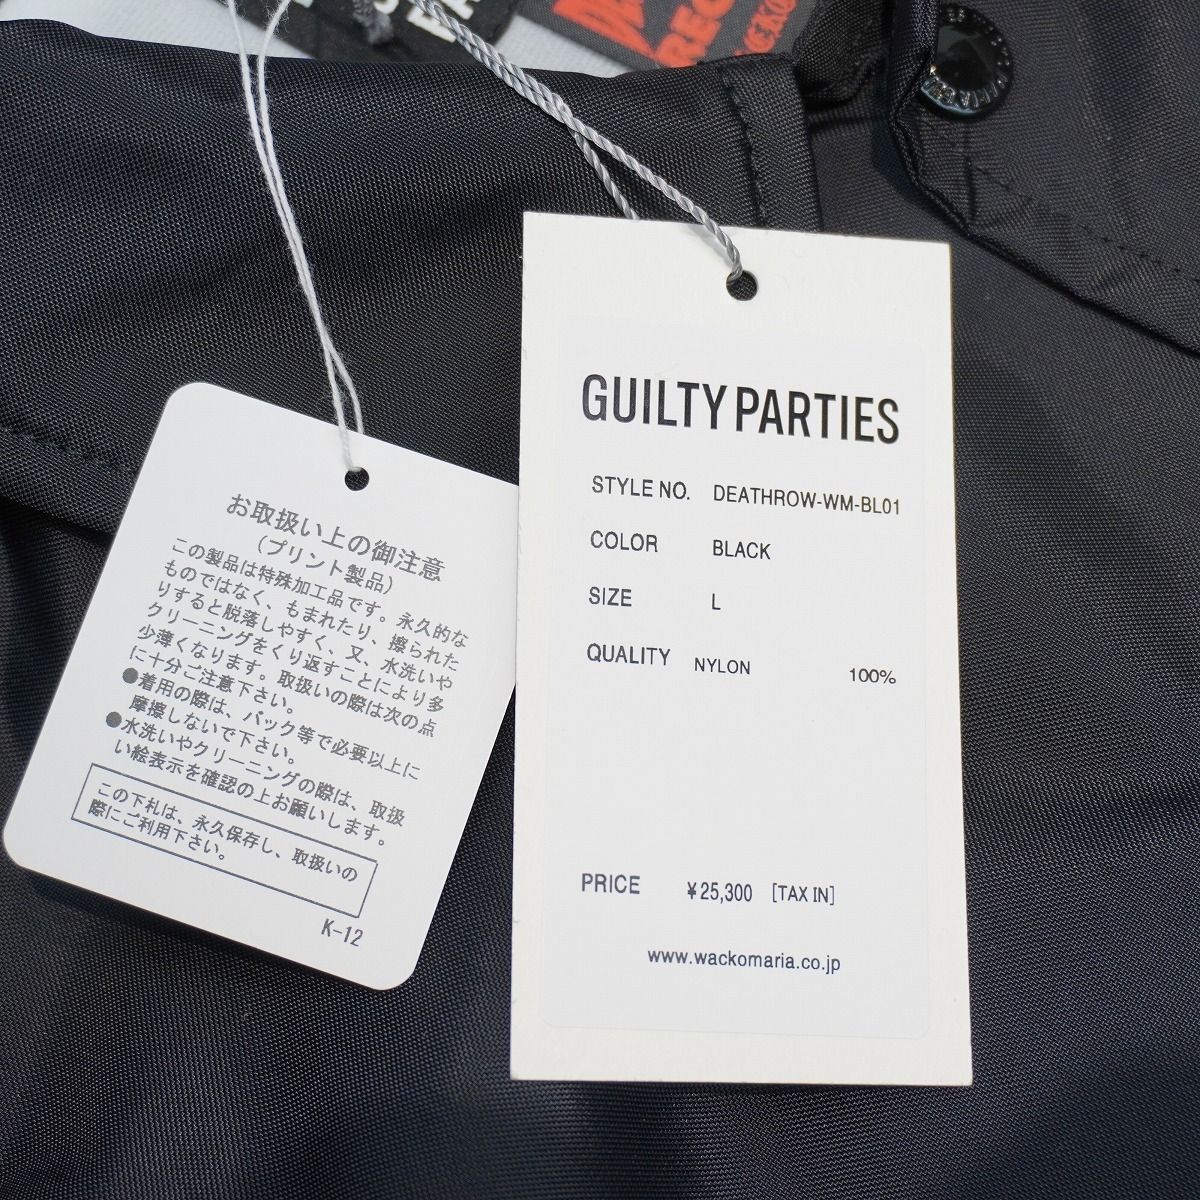 GUILTY PARTIES
STYLE NO. DEATHROW-WM-BL01
COLOR BLACK
SIZE L
QUALITY NYLON 100%
PRICE ¥25,300 [TAX IN]
www.wackomaria.co.jp
お取扱い上の御注意
(プリント製品)
この製品は特殊加工品です。永久的な
ものではなく、もまれたり、擦られた
りすると脱落しやすく、又、水洗いや
クリーニングをくり返すことにより多
少薄くなります。取扱いの際は次の点
に十分ご注意下さい。
●着用の際は、バック等で必要以上に
摩擦しないで下さい。
●水洗いやクリーニングの際は、取扱
い絵表示を確認の上お願いします。
この下札は、永久保存し、取扱いの
際にご利用下さい。
K-12